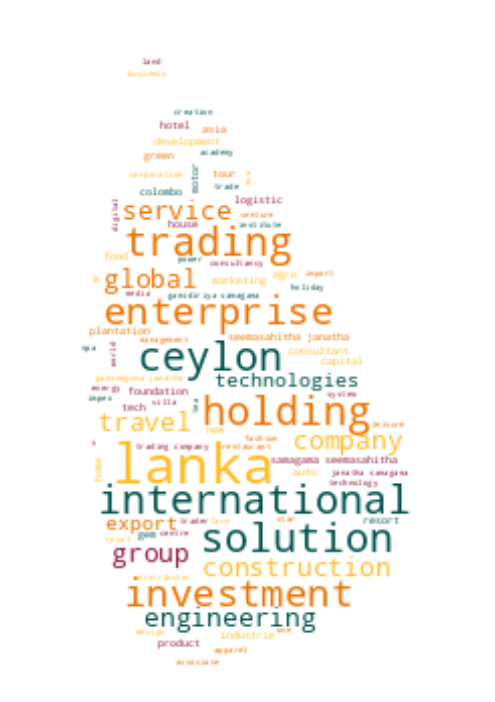 land
business
creation
hotel asia
development
green academy
corporation motor tour
colombo trade
digital logistic
service venture
house institute
trading
power consultancy
food
global marketing agro import
holiday
media gamidiriya samagama
enterprise
plantation
management seemasahitha janatha
spa world ceylon consultant
capital
technologies
energy foundation system
impex villa
tech holding
travel leisure
fashion company
trading company restaurant
lanka samagama seemasahitha
home auto janatha samagama
technology
international
export trader farm star resort
royal gem centre solution
group
construction
distributor
investment
engineering
design industrie
product
apparel
associate